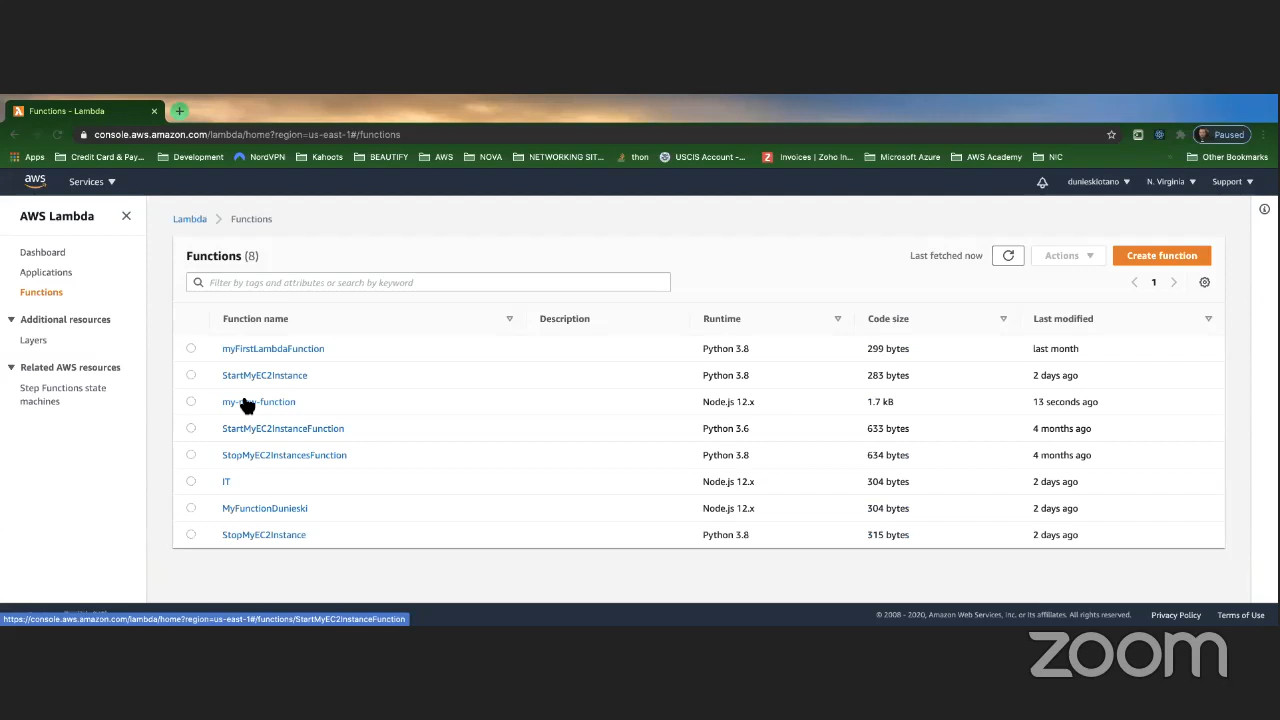 Functions - Lambda
console.aws.amazon.com/lambda/home?region=us-east-1#/functions
Paused
Apps Credit Card & Pay... Development NordVPN Kahoots BEAUTIFY AWS NOVA NETWORKING SIT... thon USCIS Account -... Invoices | Zoho In... Microsoft Azure AWS Academy NIC Other Bookmarks
aws Services dunieskiotano N. Virginia Support
AWS Lambda
Dashboard
Applications
Functions
Additional resources
Layers
Related AWS resources
Step Functions state
machines
Lambda > Functions
Functions (8) Last fetched now Actions Create function
Filter by tags and attributes or search by keyword 1
Function name Description Runtime Code size Last modified
myFirstLambdaFunction Python 3.8 299 bytes last month
StartMyEC2Instance Python 3.8 283 bytes 2 days ago
-function Node.js 12.x 1.7 kB 13 seconds ago
StartMyEC2InstanceFunction Python 3.6 633 bytes 4 months ago
StopMyEC2InstancesFunction Python 3.8 634 bytes 4 months ago
IT Node.js 12.x 304 bytes 2 days ago
MyFunctionDunieski Node.js 12.x 304 bytes 2 days ago
StopMyEC2Instance Python 3.8 315 bytes 2 days ago
© 2008 - 2020, Amazon Web Services, Inc. or its affiliates. All rights reserved. Privacy Policy Terms of Use
https://console.aws.amazon.com/lambda/home?region=us-east-1#/functions/StartMyEC2InstanceFunction
zoom